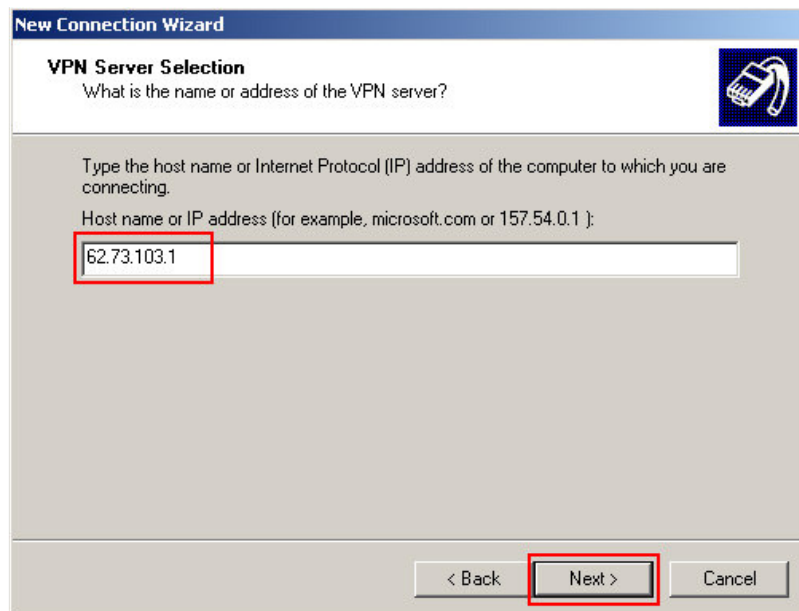 New Connection Wizard
VPN Server Selection
What is the name or address of the VPN server?
Type the host name or Internet Protocol (IP) address of the computer to which you are
connecting.
Host name or IP address (for example, microsoft.com or 157.54.0.1 ):
62.73.103.1
< Back Next > Cancel